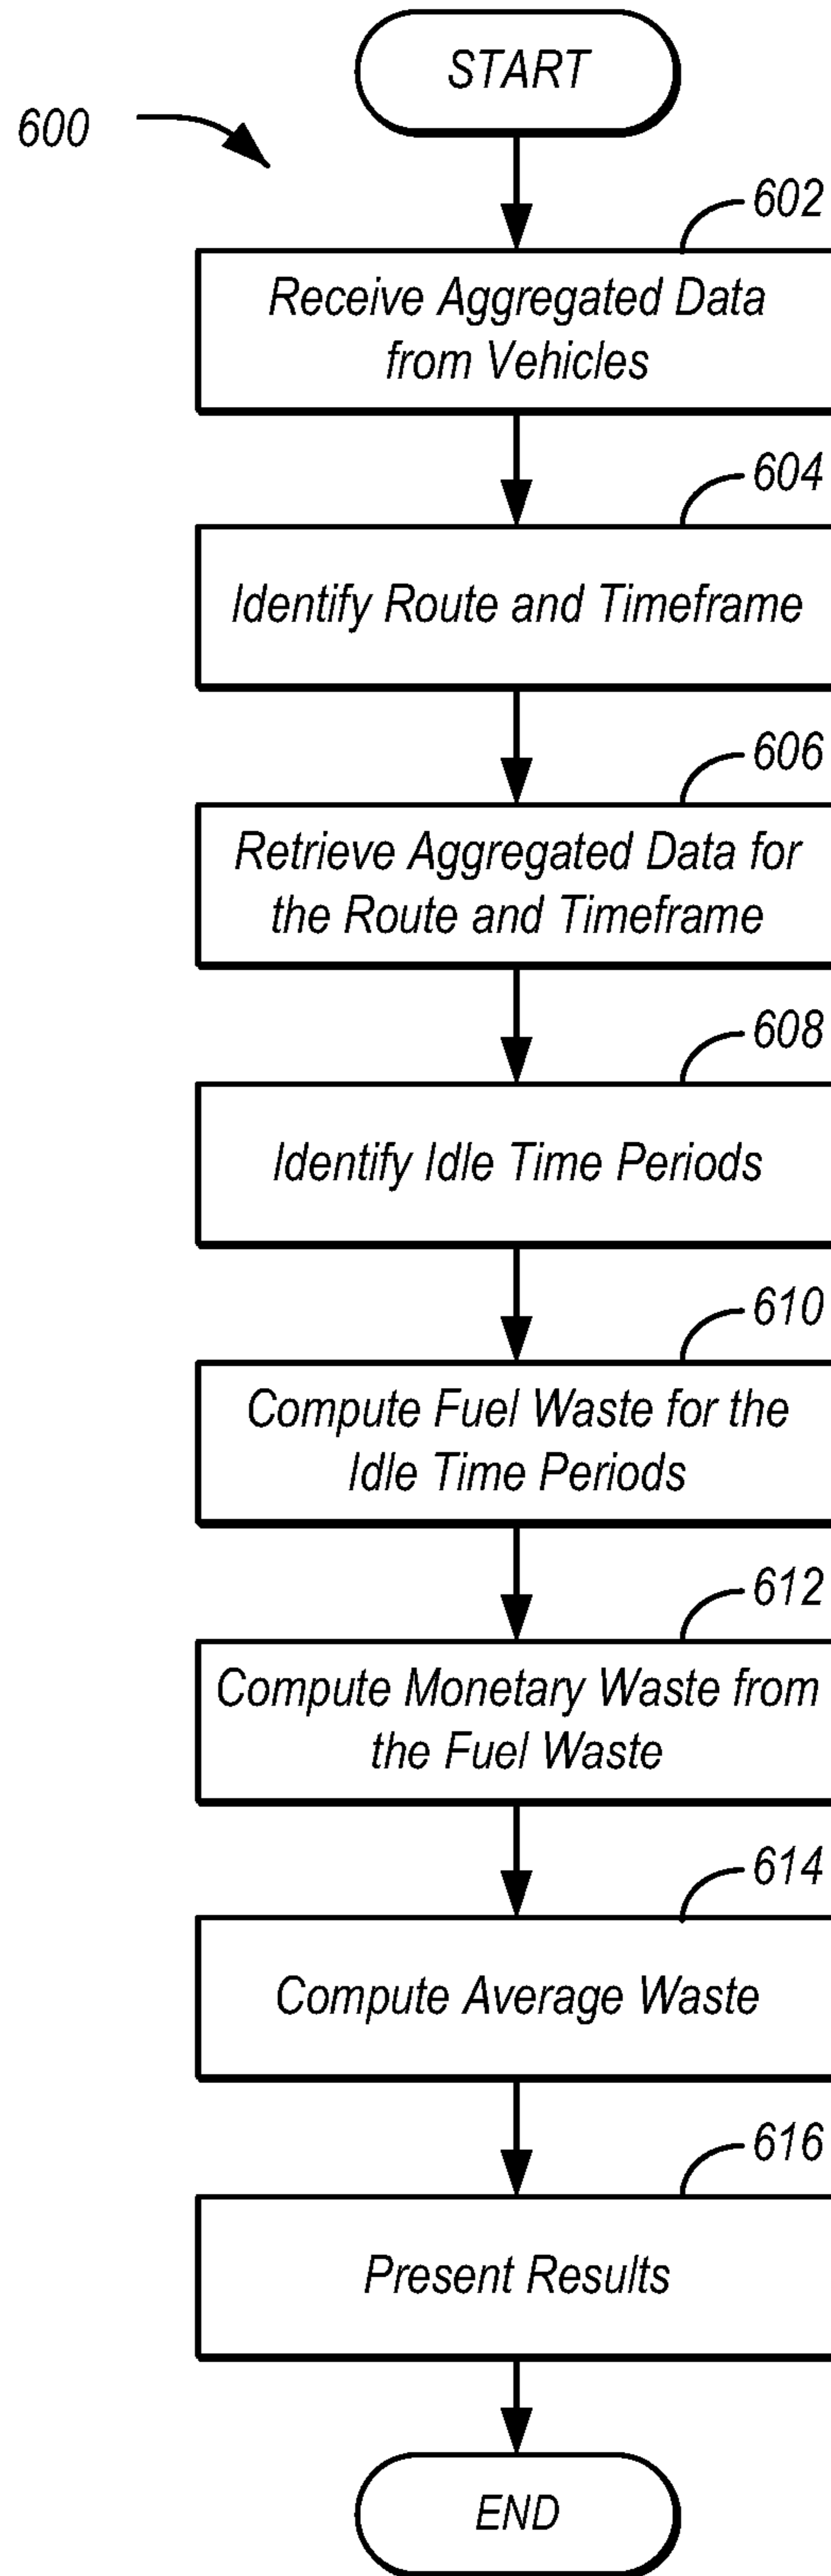 START
600
602
Receive Aggregated Data
from Vehicles
604
Identify Route and Timeframe
606
Retrieve Aggregated Data for
the Route and Timeframe
608
Identify Idle Time Periods
610
Compute Fuel Waste for the
Idle Time Periods
612
Compute Monetary Waste from
the Fuel Waste
614
Compute Average Waste
616
Present Results
END